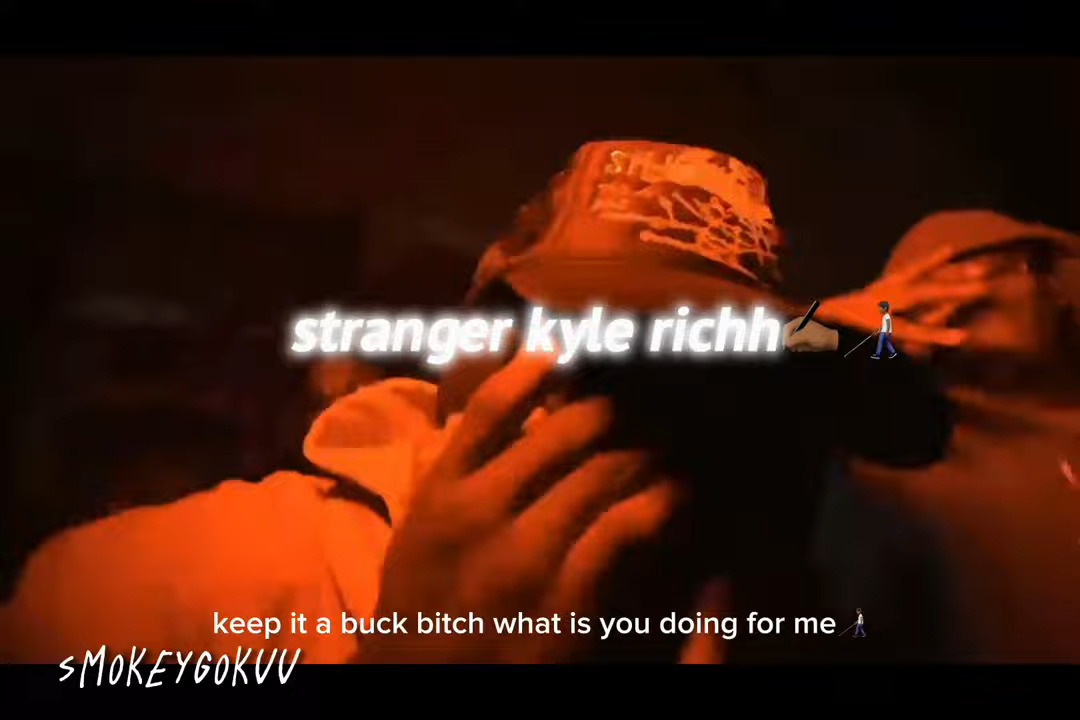 stranger kyle richh✍🏽👨🏽‍🦯
keep it a buck bitch what is you doing for me👨🏽‍🦯
SMOKEYGOKUU